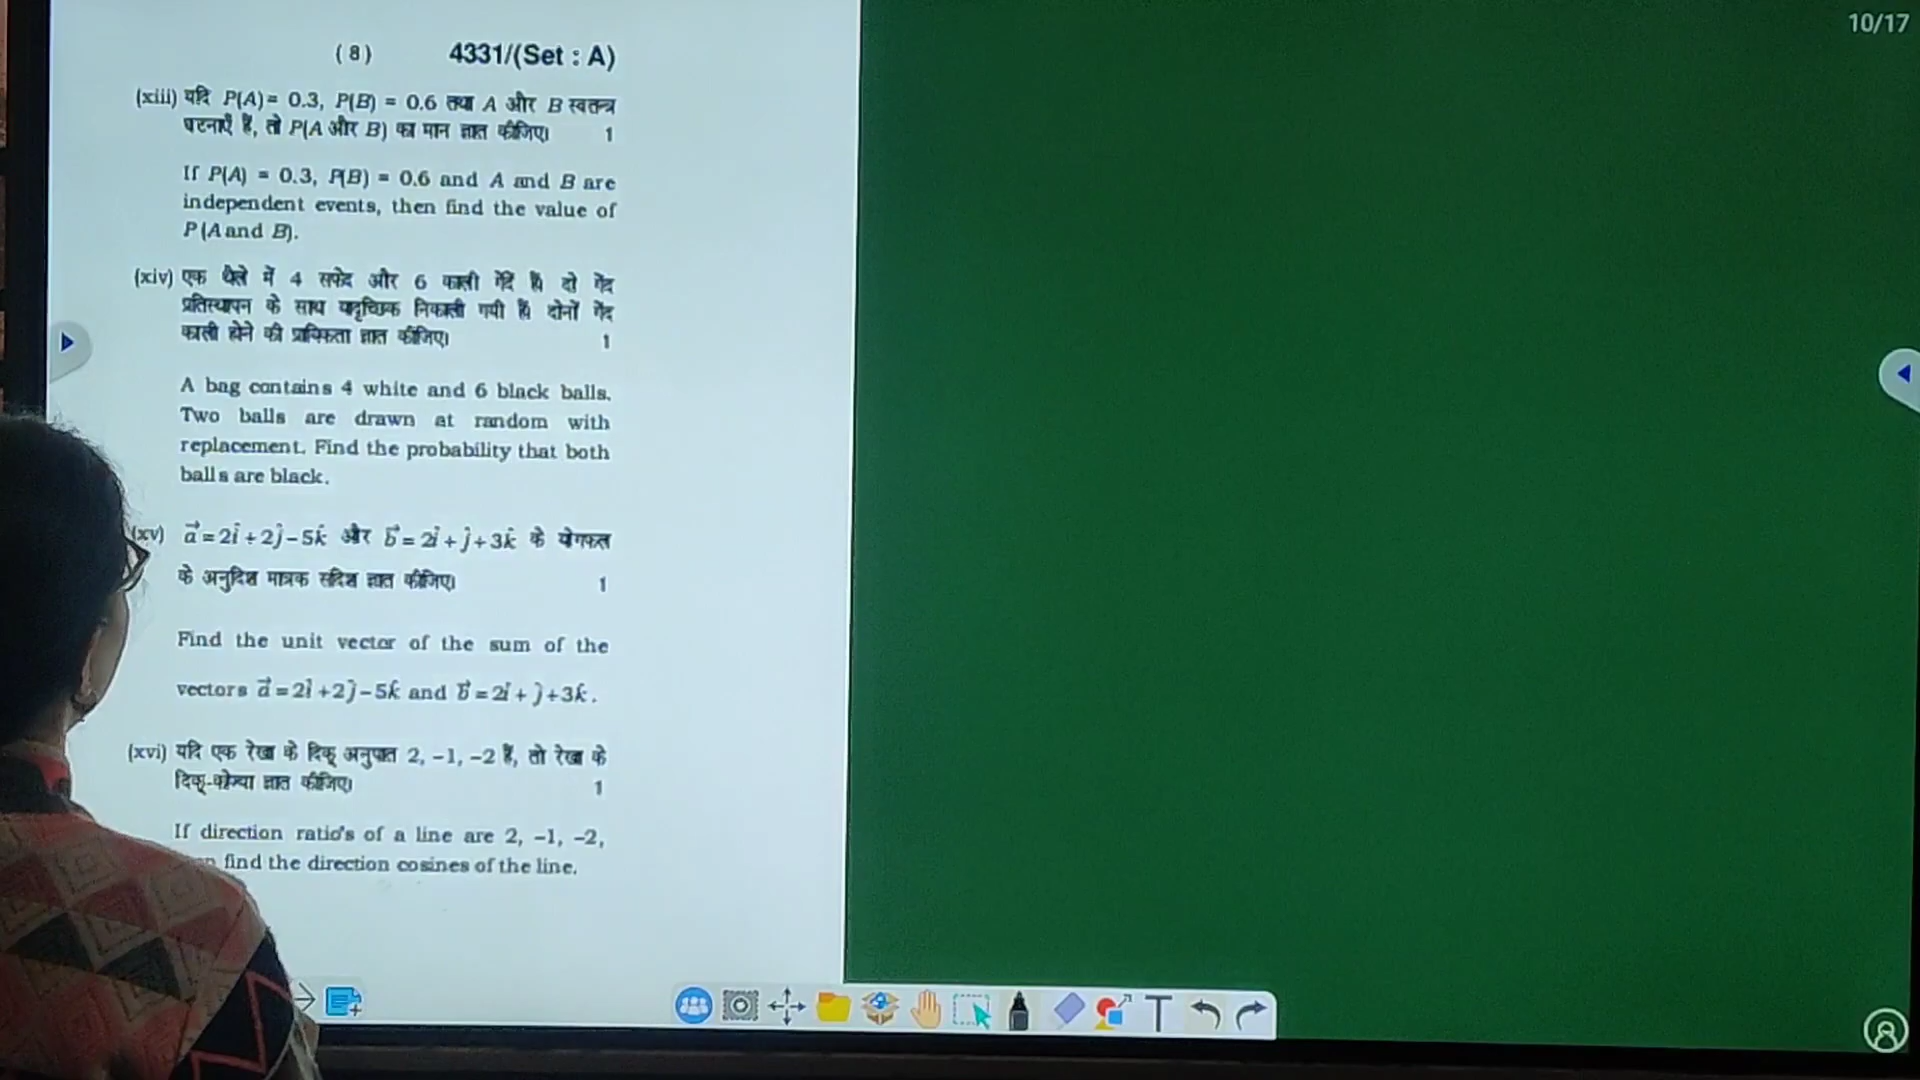 10/17
( 8 ) 4331/(Set : A)
(xiii) यदि P(A)= 0.3, P(B) = 0.6 तथा A और B स्वतन्त्र
घटनाएँ हैं, तो P(A और B) का मान ज्ञात कीजिए। 1
If P(A) = 0.3, P(B) = 0.6 and A and B are
independent events, then find the value of
P(A and B).
(xiv) एक थैले में 4 सफेद और 6 काली गेंदें हैं। दो गेंद
प्रतिस्थापन के साथ यादृच्छिक निकाली गयी हैं। दोनों गेंद
काली होने की प्रायिकता ज्ञात कीजिए। 1
A bag contains 4 white and 6 black balls.
Two balls are drawn at random with
replacement. Find the probability that both
balls are black.
(xv) a⃗ = 2î + 2ĵ – 5k̂ और b⃗ = 2î + ĵ + 3k̂ के योगफल
के अनुदिश मात्रक सदिश ज्ञात कीजिए। 1
Find the unit vector of the sum of the
vectors a⃗ = 2î + 2ĵ – 5k̂ and b⃗ = 2î + ĵ + 3k̂ .
(xvi) यदि एक रेखा के दिक् अनुपात 2, –1, –2 हैं, तो रेखा के
दिक्-कोज्या ज्ञात कीजिए। 1
If direction ratio's of a line are 2, –1, –2,
find the direction cosines of the line.
T